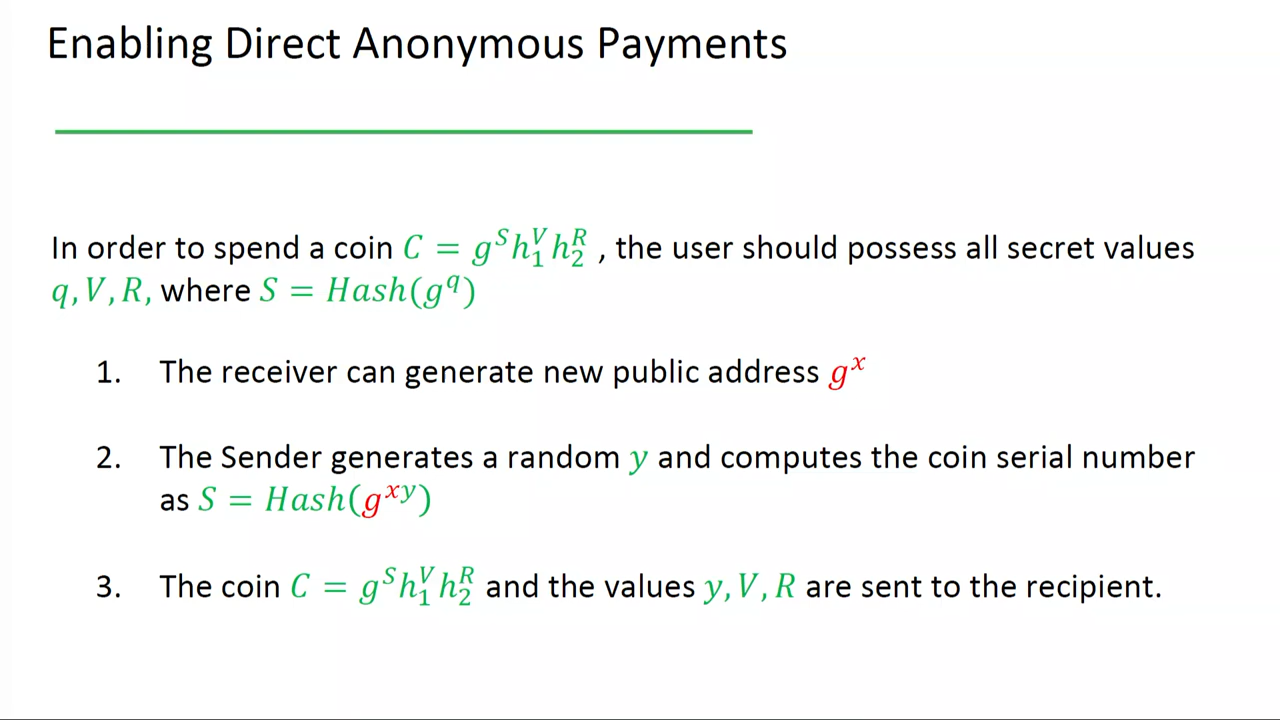 Enabling Direct Anonymous Payments
In order to spend a coin $C = g^S h_1^V h_2^R$ , the user should possess all secret values
$q, V, R,$ where $S = Hash(g^q)$
1. The receiver can generate new public address $g^x$
2. The Sender generates a random $y$ and computes the coin serial number
as $S = Hash(g^{xy})$
3. The coin $C = g^S h_1^V h_2^R$ and the values $y, V, R$ are sent to the recipient.